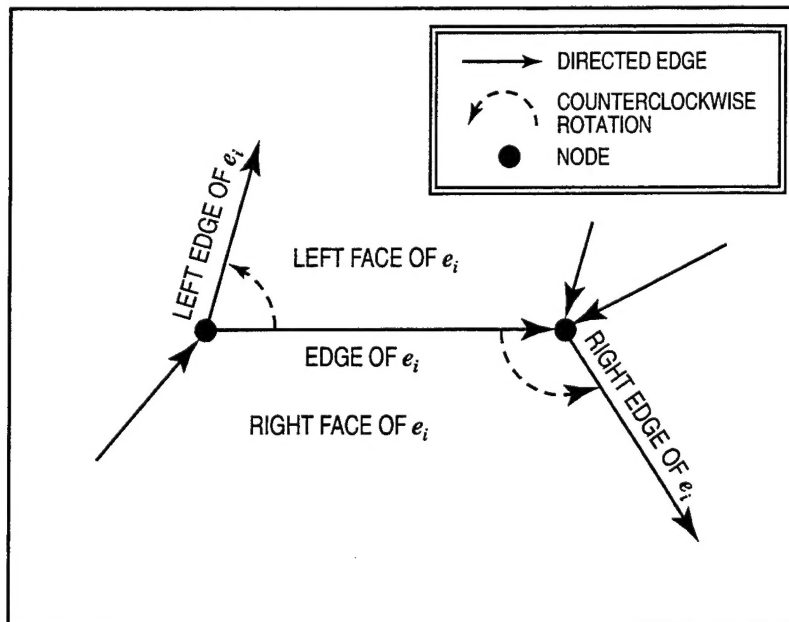 DIRECTED EDGE
COUNTERCLOCKWISE
ROTATION
NODE
LEFT EDGE OF e_i
LEFT FACE OF e_i
EDGE OF e_i
RIGHT EDGE OF e_i
RIGHT FACE OF e_i